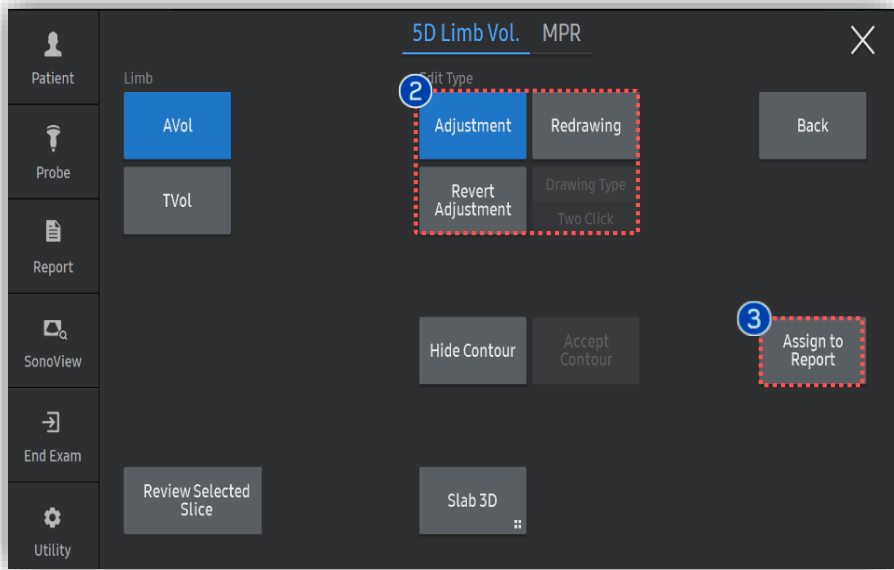 5D Limb Vol. MPR
Patient
Probe
Report
SonoView
End Exam
Utility
Limb
AVol
TVol
2
Edit Type
Adjustment
Redrawing
Revert
Adjustment
Drawing Type
Two Click
Back
Hide Contour
Accept
Contour
3
Assign to
Report
Review Selected
Slice
Slab 3D